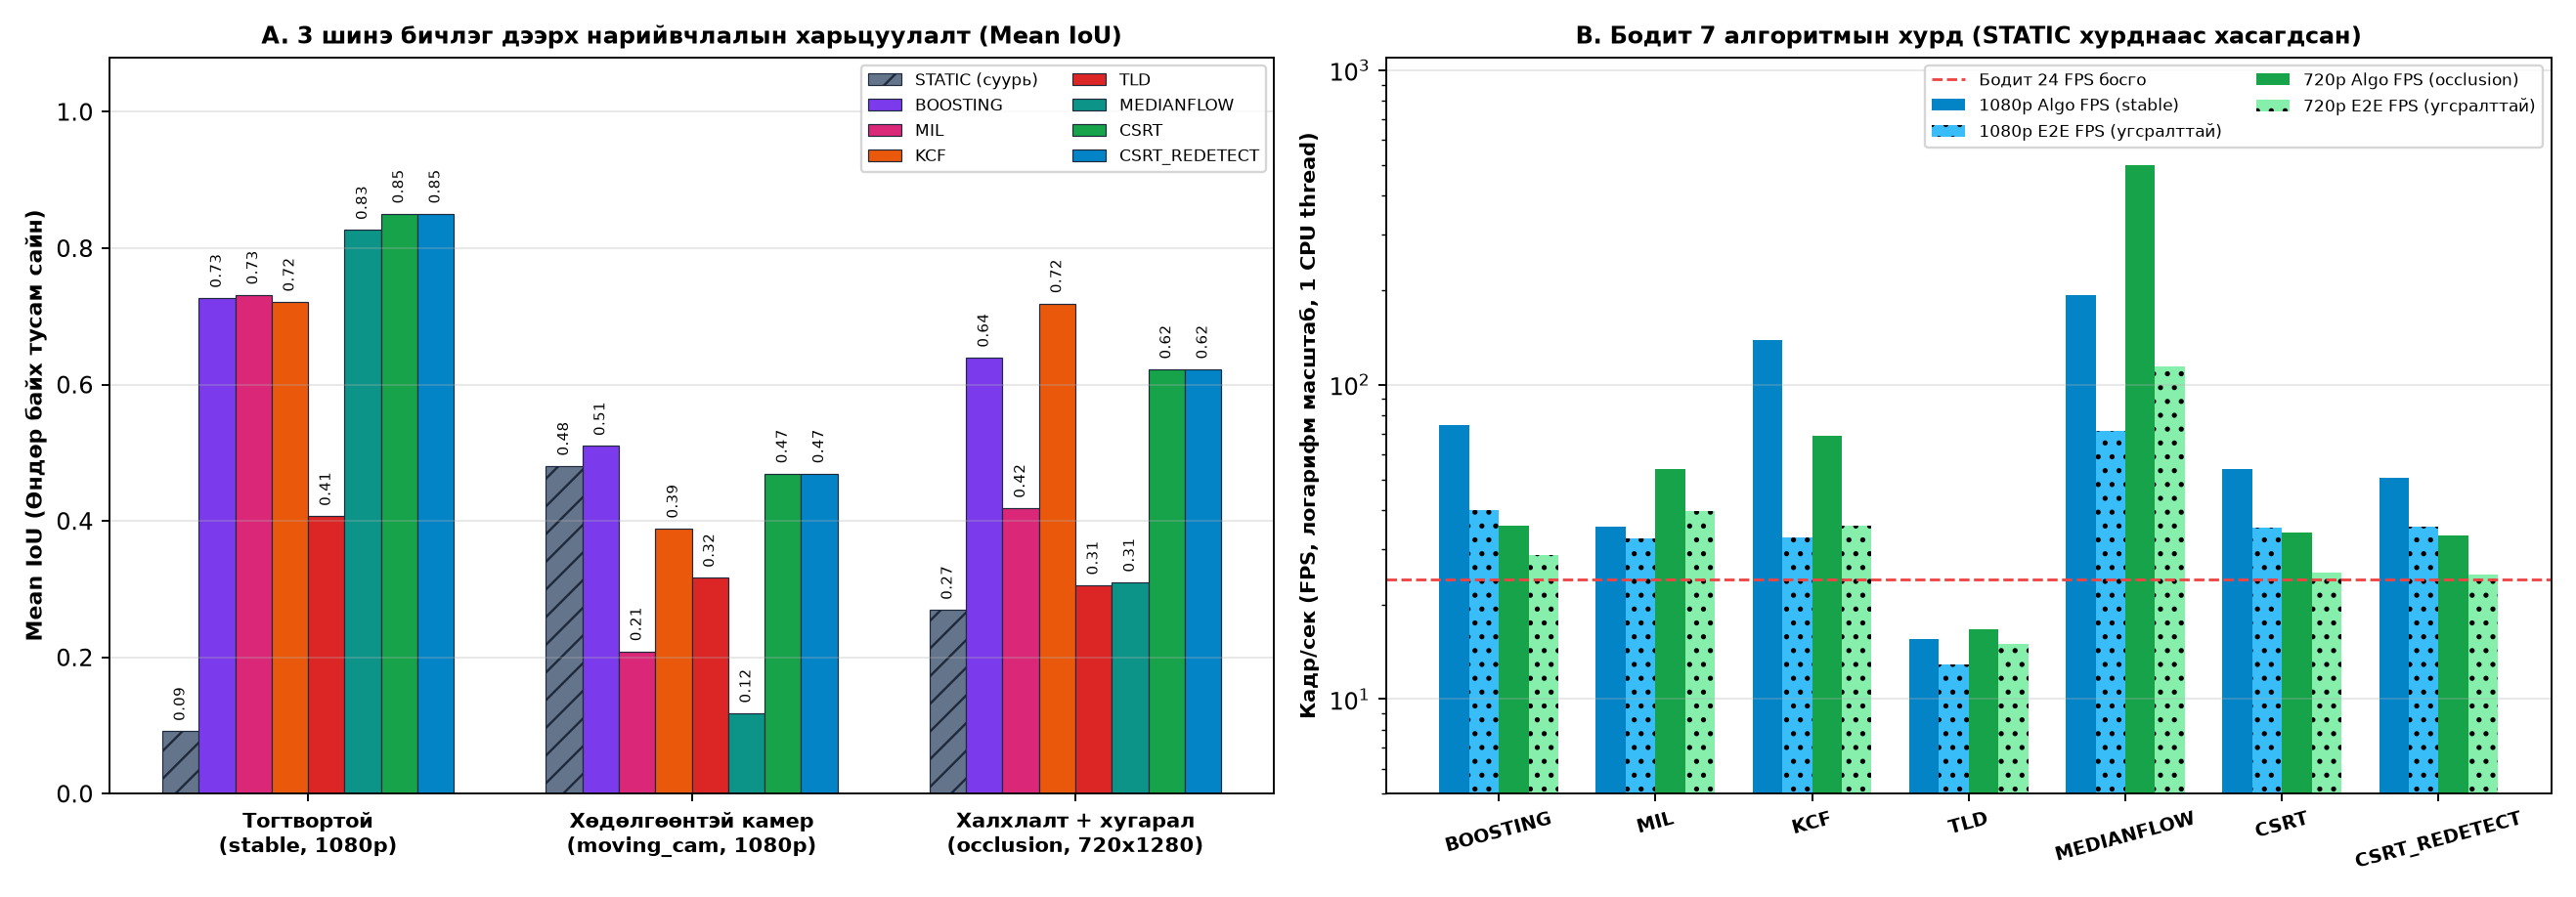 A. 3 шинэ бичлэг дээрх нарийвчлалын харьцуулалт (Mean IoU)
Mean IoU (Өндөр байх тусам сайн)
1.0
0.8
0.6
0.4
0.2
0.0
STATIC (суурь)
BOOSTING
MIL
KCF
TLD
MEDIANFLOW
CSRT
CSRT_REDETECT
0.09
0.73
0.73
0.72
0.41
0.83
0.85
0.85
0.48
0.51
0.21
0.39
0.32
0.12
0.47
0.47
0.27
0.64
0.42
0.72
0.31
0.31
0.62
0.62
Тогтвортой
(stable, 1080p)
Хөдөлгөөнтэй камер
(moving_cam, 1080p)
Халхлалт + хугарал
(occlusion, 720x1280)
B. Бодит 7 алгоритмын хурд (STATIC хурднаас хасагдсан)
Кадр/сек (FPS, логарифм масштаб, 1 CPU thread)
10³
10²
10¹
Бодит 24 FPS босго
1080p Algo FPS (stable)
1080p E2E FPS (угсралттай)
720p Algo FPS (occlusion)
720p E2E FPS (угсралттай)
BOOSTING
MIL
KCF
TLD
MEDIANFLOW
CSRT
CSRT_REDETECT